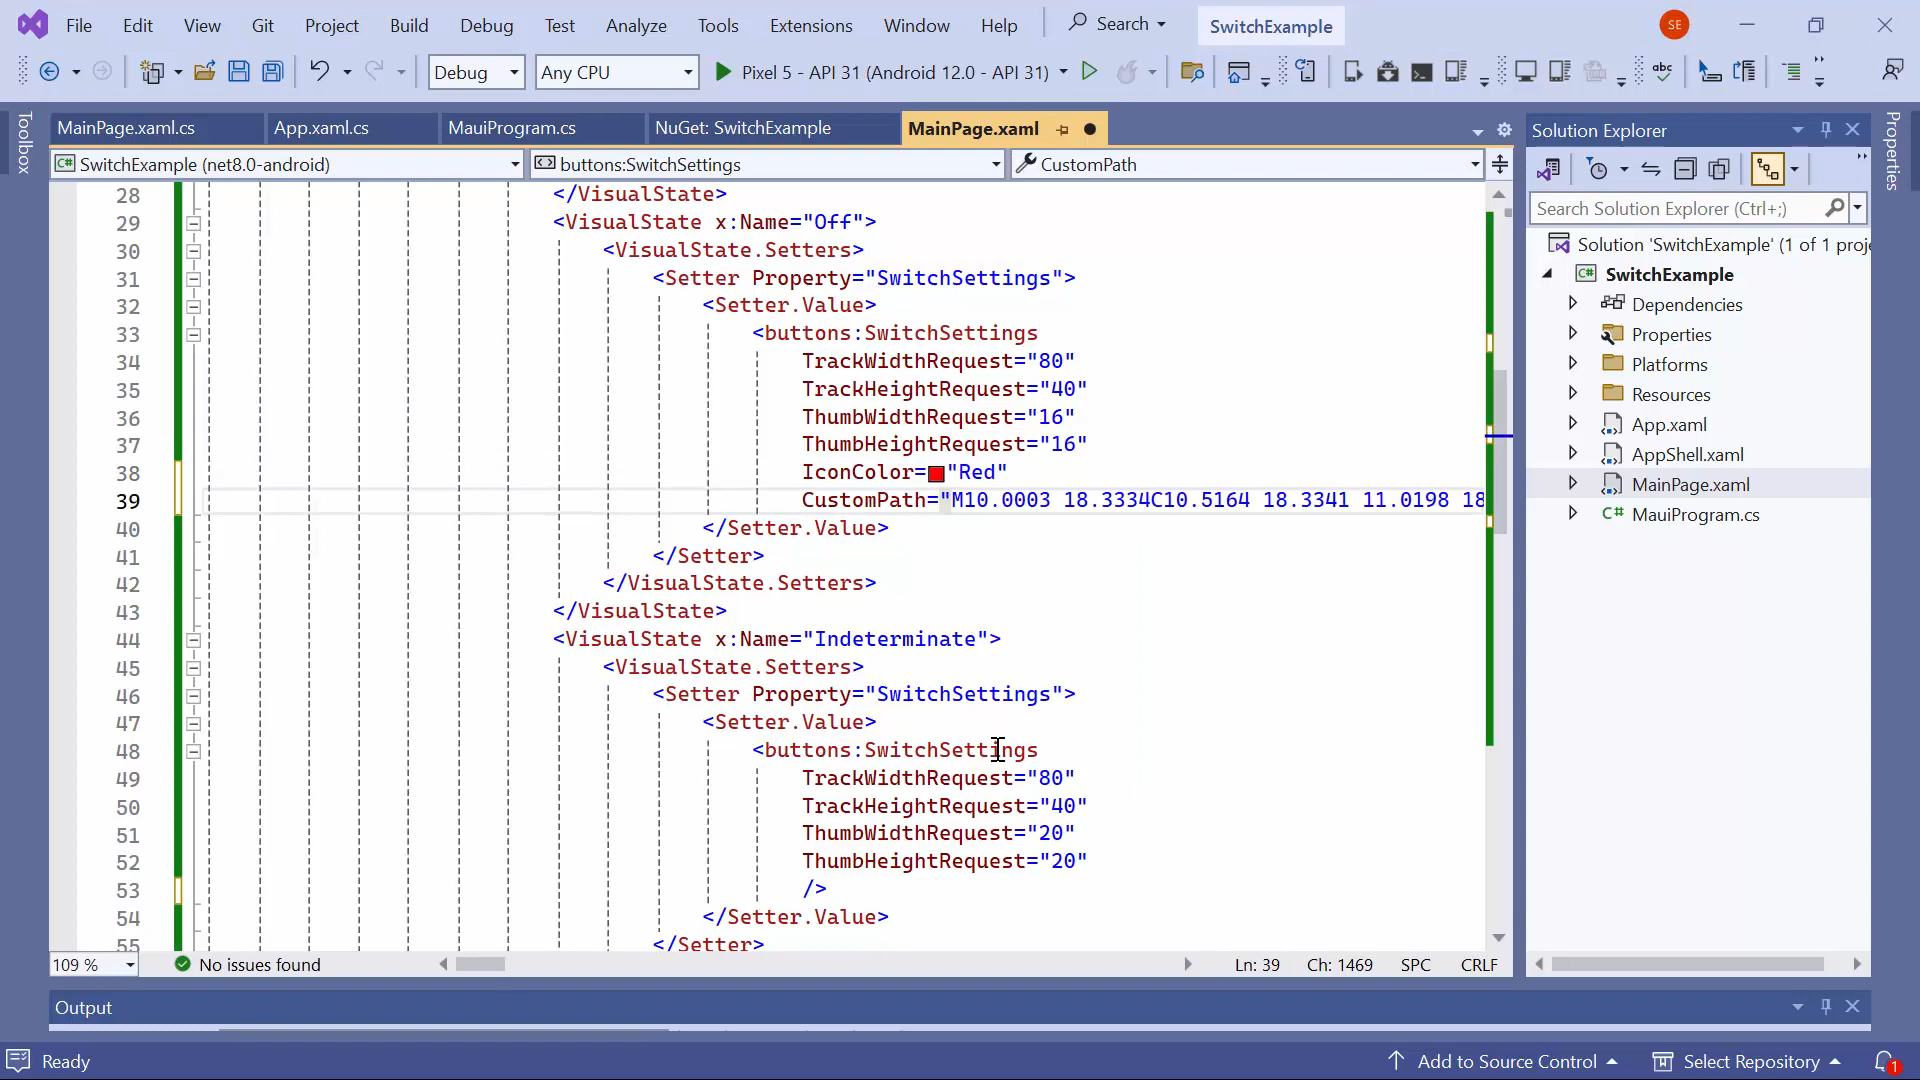 File Edit View Git Project Build Debug Test Analyze Tools Extensions Window Help Search SwitchExample SE
Debug Any CPU Pixel 5 - API 31 (Android 12.0 - API 31)
Toolbox
MainPage.xaml.cs App.xaml.cs MauiProgram.cs NuGet: SwitchExample MainPage.xaml
SwitchExample (net8.0-android) buttons:SwitchSettings CustomPath
28 </VisualState>
29 <VisualState x:Name="Off">
30 <VisualState.Setters>
31 <Setter Property="SwitchSettings">
32 <Setter.Value>
33 <buttons:SwitchSettings
34 TrackWidthRequest="80"
35 TrackHeightRequest="40"
36 ThumbWidthRequest="16"
37 ThumbHeightRequest="16"
38 IconColor="Red"
39 CustomPath="M10.0003 18.3334C10.5164 18.3341 11.0198 18
40 </Setter.Value>
41 </Setter>
42 </VisualState.Setters>
43 </VisualState>
44 <VisualState x:Name="Indeterminate">
45 <VisualState.Setters>
46 <Setter Property="SwitchSettings">
47 <Setter.Value>
48 <buttons:SwitchSettings
49 TrackWidthRequest="80"
50 TrackHeightRequest="40"
51 ThumbWidthRequest="20"
52 ThumbHeightRequest="20"
53 />
54 </Setter.Value>
55 </Setter>
109 % No issues found Ln: 39 Ch: 1469 SPC CRLF
Solution Explorer
Search Solution Explorer (Ctrl+;)
Solution 'SwitchExample' (1 of 1 proje
SwitchExample
Dependencies
Properties
Platforms
Resources
App.xaml
AppShell.xaml
MainPage.xaml
MauiProgram.cs
Properties
Output
Ready Add to Source Control Select Repository 1